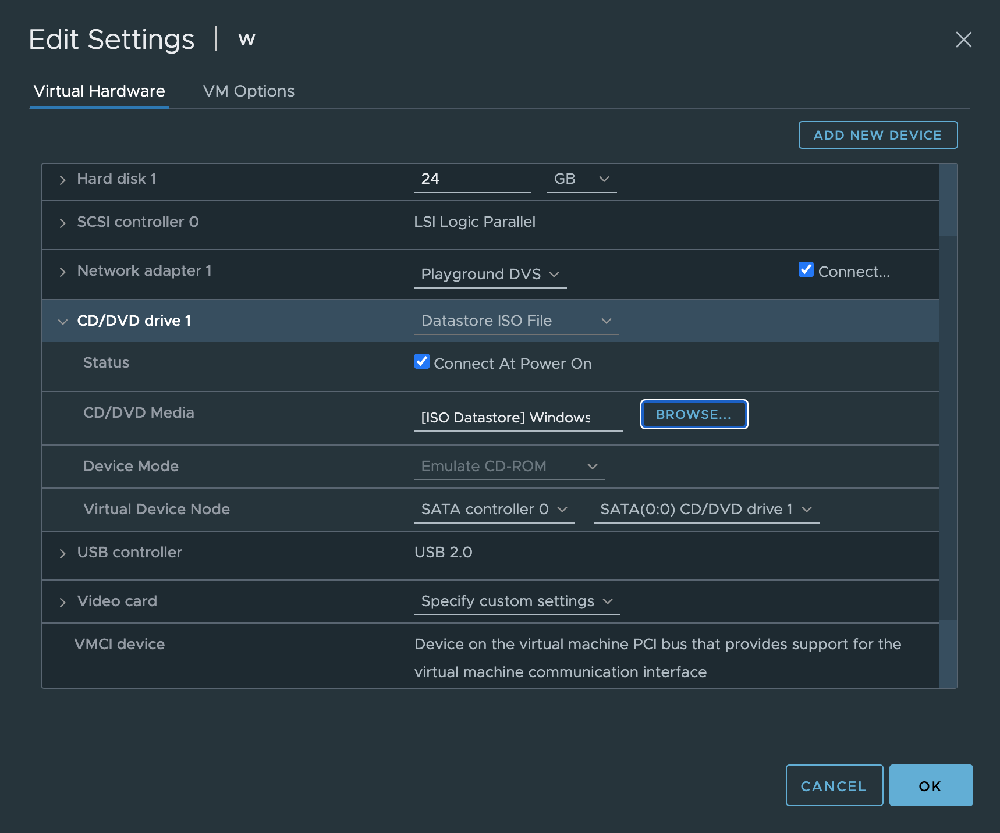 Edit Settings | w
Virtual Hardware VM Options
ADD NEW DEVICE
Hard disk 1 24 GB
SCSI controller 0 LSI Logic Parallel
Network adapter 1 Playground DVS Connect...
CD/DVD drive 1 Datastore ISO File
Status Connect At Power On
CD/DVD Media [ISO Datastore] Windows BROWSE...
Device Mode Emulate CD-ROM
Virtual Device Node SATA controller 0 SATA(0:0) CD/DVD drive 1
USB controller USB 2.0
Video card Specify custom settings
VMCI device Device on the virtual machine PCI bus that provides support for the
virtual machine communication interface
CANCEL OK